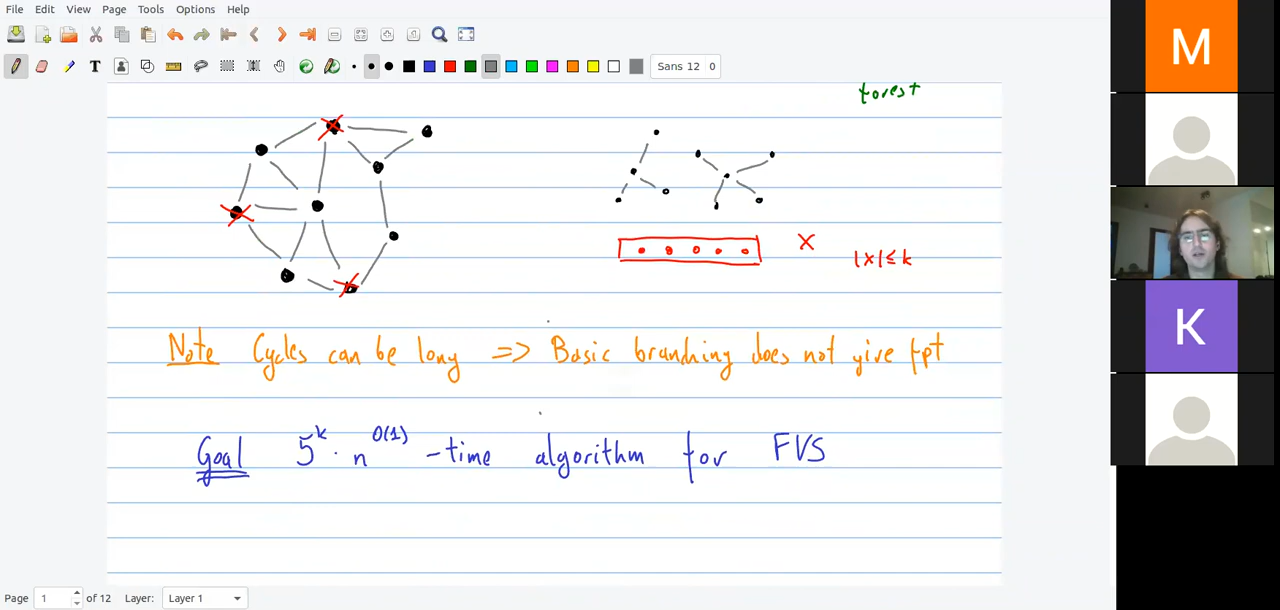 File Edit View Page Tools Options Help
Sans 12 0
forest
X
|X| ≤ k
Note Cycles can be long => Basic branching does not give fpt
Goal 5^k · n^O(1) -time algorithm for FVS
Page 1 of 12 Layer: Layer 1
M
K